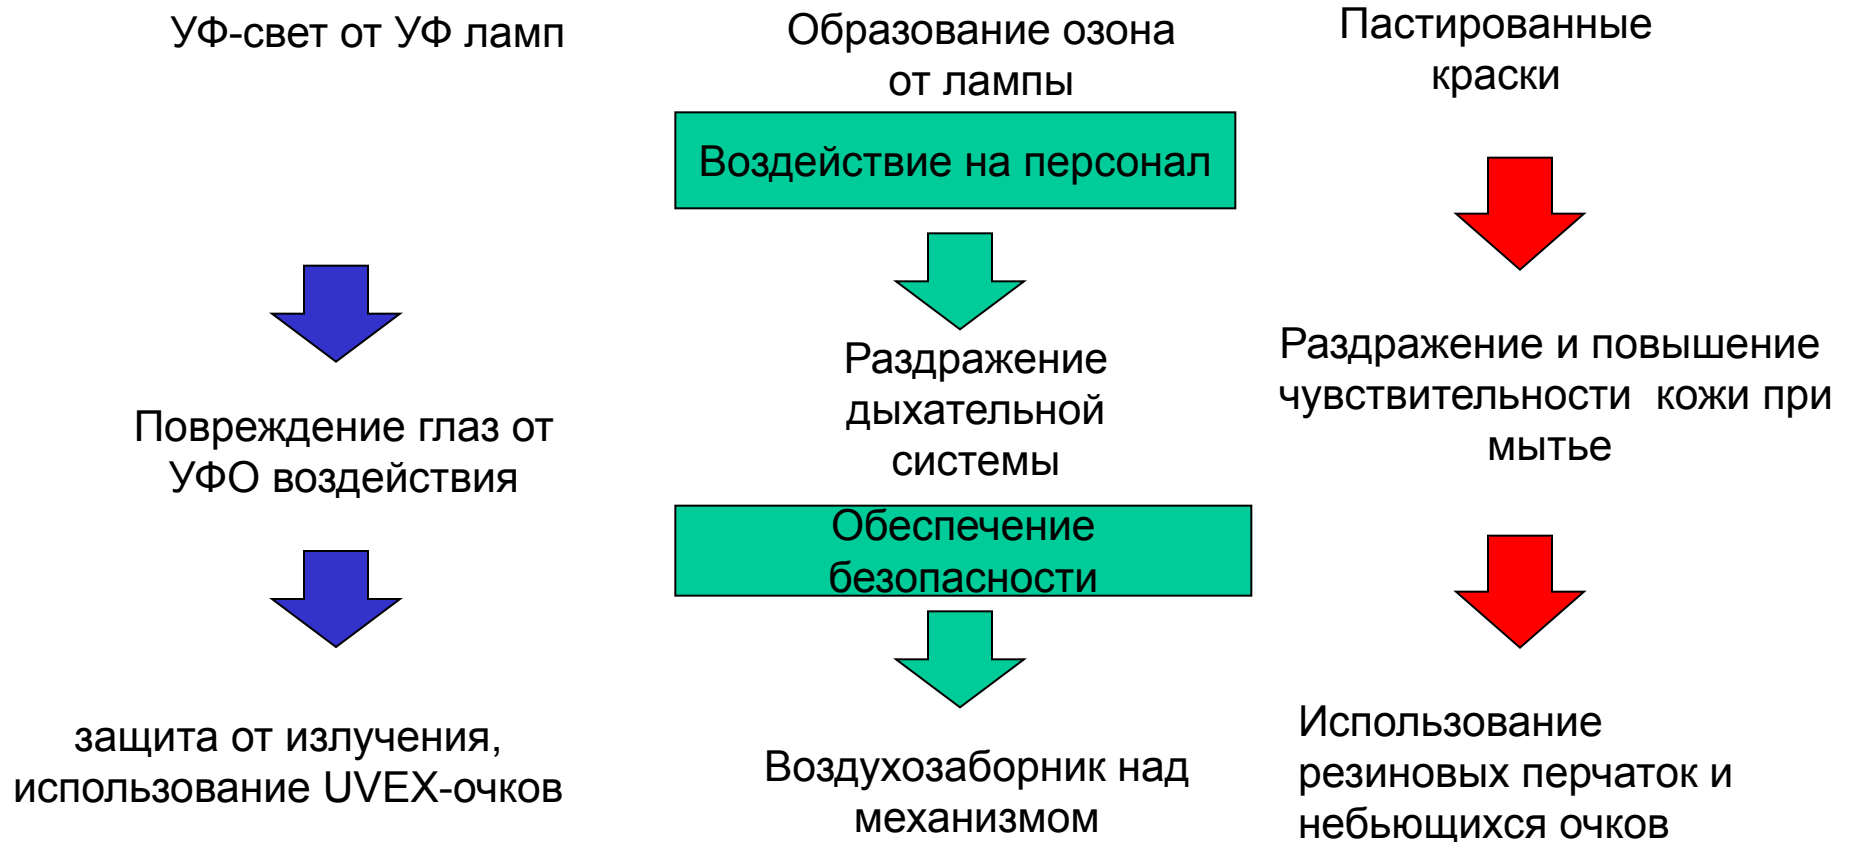 УФ-свет от УФ ламп
Образование озона
от лампы
Пастированные
краски
Воздействие на персонал
Повреждение глаз от
УФО воздействия
Раздражение
дыхательной
системы
Раздражение и повышение
чувствительности  кожи при
мытье
Обеспечение
безопасности
защита от излучения,
использование UVEX-очков
Воздухозаборник над
механизмом
Использование
резиновых перчаток и
небьющихся очков